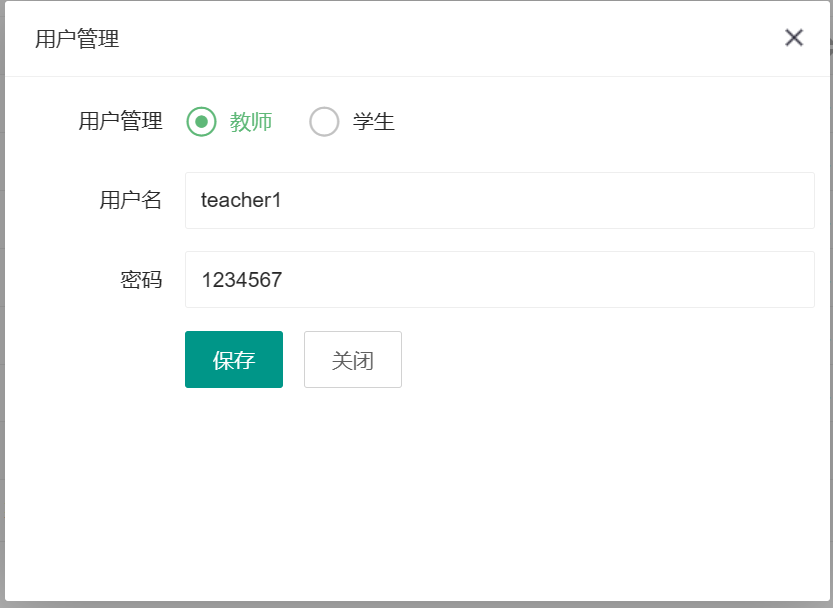 用户管理
用户管理 教师 学生
用户名 teacher1
密码 1234567
保存 关闭